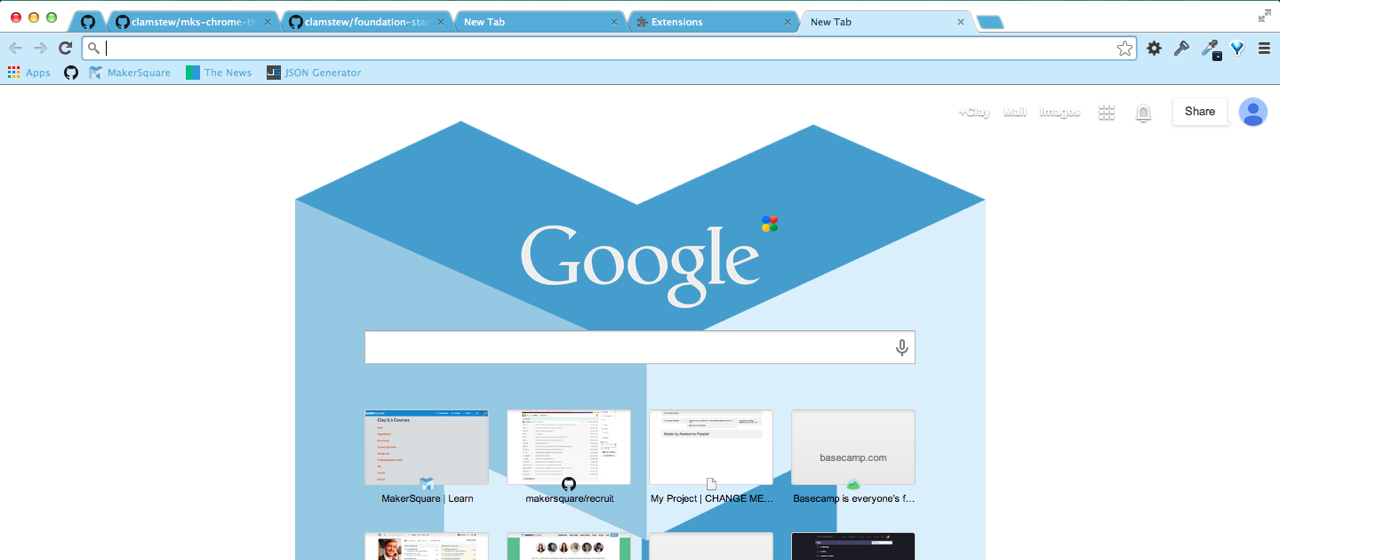 clamstew/mks-chrome-th
clamstew/foundation-star
New Tab
Extensions
New Tab
Apps
MakerSquare
The News
JSON Generator
+Clay Mail Images
Share
Google
Clay S.'s Courses
Made by Awesome People!
basecamp.com
MakerSquare | Learn
makersquare/recruit
My Project | CHANGE ME...
Basecamp is everyone's f...